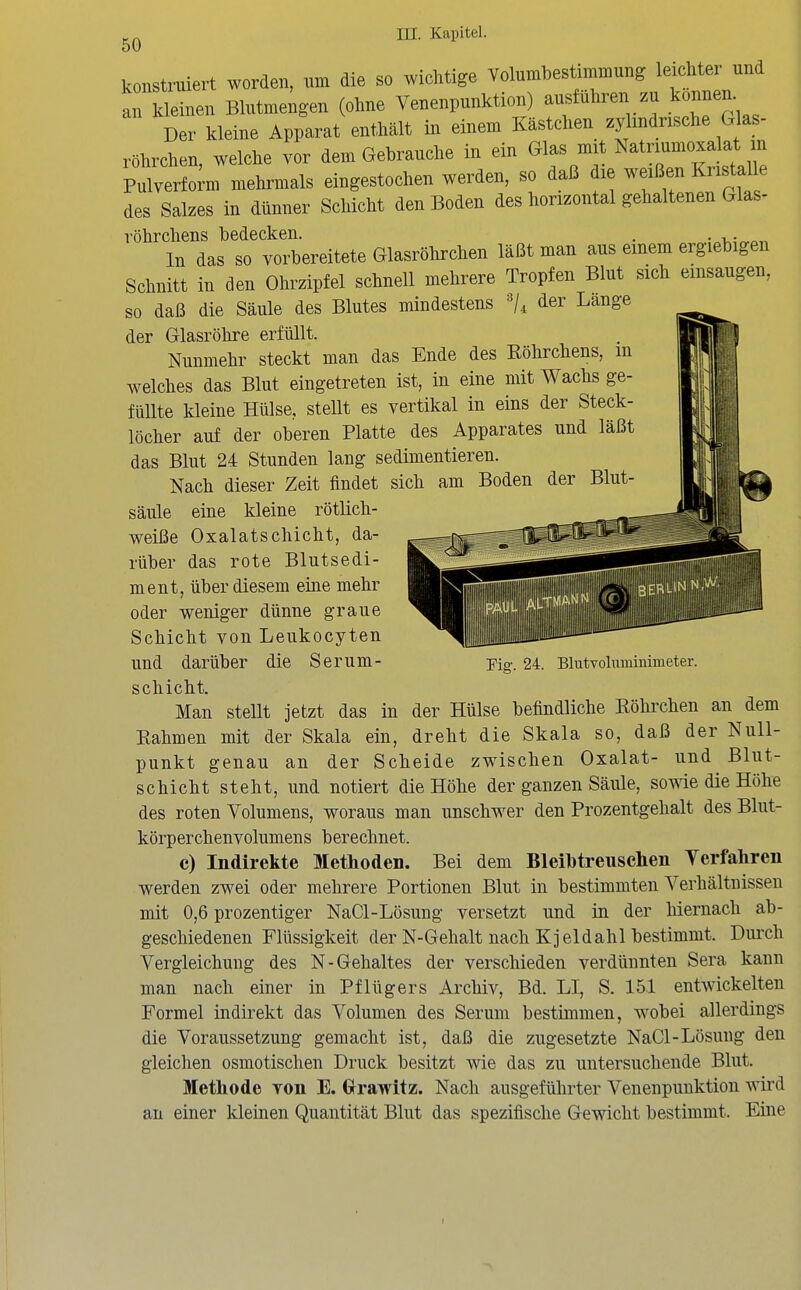 50
III. Kapitel.
konstruiert worden, um die so wichtige Volumbestimmung leichter und
an kleinen Blutmengen (ohne Venenpunktion) ausführen zu können.
Der kleine Apparat enthält in einem Kästchen zylindrische Glas-
röhrchen, welche vor dem Gebrauche in ein Glas mit Natriumoxalat in
Pulverform mehrmals eingestochen werden, so daß die weißen Kristalle
des Salzes in dünner Schicht den Boden des horizontal gehaltenen Glas-
röhrchens bedecken.
In das so vorbereitete Glasröhrchen läßt man aus einem ergiebigen
Schnitt in den Ohrzipfel schnell mehrere Tropfen Blut sich einsaugen,
so daß die Säule des Blutes mindestens 3/4 der Länge
der Glasröhre erfüllt.
Nunmehr steckt man das Ende des Röhrchens, in
welches das Blut eingetreten ist, in eine mit Wachs ge-
füllte kleine Hülse, stellt es vertikal in eins der Steck-
löcher auf der oberen Platte des Apparates und läßt
das Blut 24 Stunden lang sedimentieren.
Nach dieser Zeit findet sich am Boden der Blut-
säule eine kleine rötlich-
weiße Oxalatschicht, da-
rüber das rote Blutsedi-
ment, über diesem eine mehr
oder weniger dünne graue
Schicht von Leukocyten
und darüber die Serum-
schicht.
PAUL ALTMANN BERLIN N.W.
Fig. 24. Blutvoluminimeter.
Man stellt jetzt das in der Hülse befindliche Röhrchen an dem
Rahmen mit der Skala ein, dreht die Skala so, daß der Null-
punkt genau an der Scheide zwischen Oxalat- und Blut-
schicht steht, und notiert die Höhe der ganzen Säule, sowie die Höhe
des roten Volumens, woraus man unschwer den Prozentgehalt des Blut-
körperchenvolumens berechnet.
c) Indirekte Methoden. Bei dem Bleibtreuschen Verfahren
werden zwei oder mehrere Portionen Blut in bestimmten Verhältnissen
mit 0,6 prozentiger NaCl-Lösung versetzt und in der hiernach ab-
geschiedenen Flüssigkeit der N-Gehalt nach Kjeldahl bestimmt. Durch
Vergleichung des N-Gehaltes der verschieden verdünnten Sera kann
man nach einer in Pflügers Archiv, Bd. LI, S. 151 entwickelten
Formel indirekt das Volumen des Serum bestimmen, wobei allerdings
die Voraussetzung gemacht ist, daß die zugesetzte NaCl-Lösung den
gleichen osmotischen Druck besitzt wie das zu untersuchende Blut.
Methode von E. Grawitz. Nach ausgeführter Venenpunktion wird
an einer kleinen Quantität Blut das spezifische Gewicht bestimmt. Eine